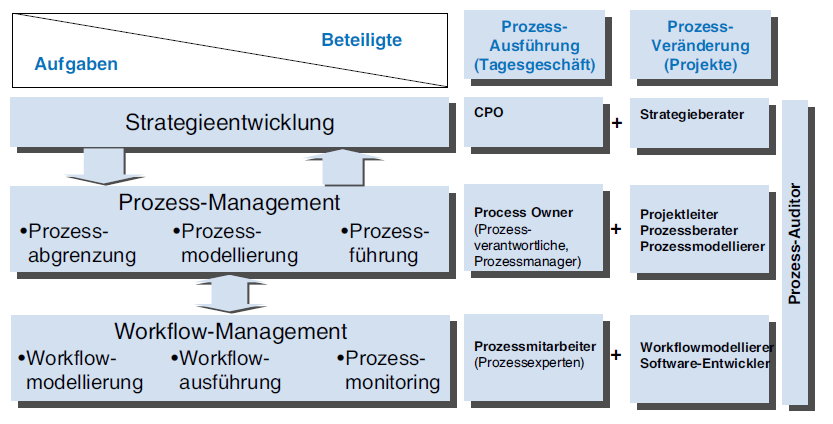 Beteiligte
Aufgaben
Prozess-
Ausführung
(Tagesgeschäft)
Prozess-
Veränderung
(Projekte)
Strategieentwicklung
CPO
+
Strategieberater
Prozess-Management
•Prozess-
abgrenzung
•Prozess-
modellierung
•Prozess-
führung
Process Owner
(Prozess-
verantwortliche,
Prozessmanager)
+
Projektleiter
Prozessberater
Prozessmodellierer
Workflow-Management
•Workflow-
modellierung
•Workflow-
ausführung
•Prozess-
monitoring
Prozessmitarbeiter
(Prozessexperten)
+
Workflowmodellierer
Software-Entwickler
Prozess-Auditor